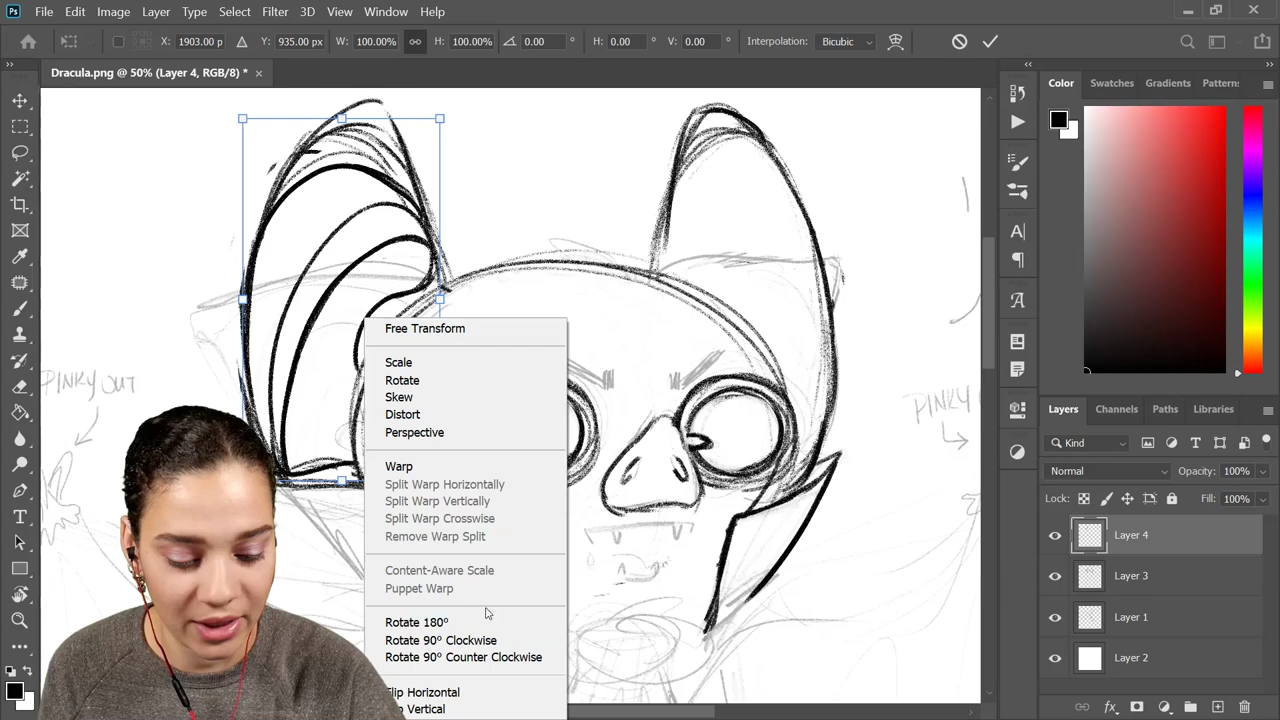 File Edit Image Layer Type Select Filter 3D View Window Help
X: 1903.00 p Y: 935.00 px W: 100.00% H: 100.00% 0.00 ° H: 0.00 ° V: 0.00 ° Interpolation: Bicubic
Dracula.png @ 50% (Layer 4, RGB/8) *
Color Swatches Gradients Patterns
PINKY OUT
PINKY
Free Transform
Scale
Rotate
Skew
Distort
Perspective
Warp
Split Warp Horizontally
Split Warp Vertically
Split Warp Crosswise
Remove Warp Split
Content-Aware Scale
Puppet Warp
Rotate 180°
Rotate 90° Clockwise
Rotate 90° Counter Clockwise
Flip Horizontal
Vertical
Layers Channels Paths Libraries
Kind
Normal Opacity: 100%
Lock: Fill: 100%
Layer 4
Layer 3
Layer 1
Layer 2